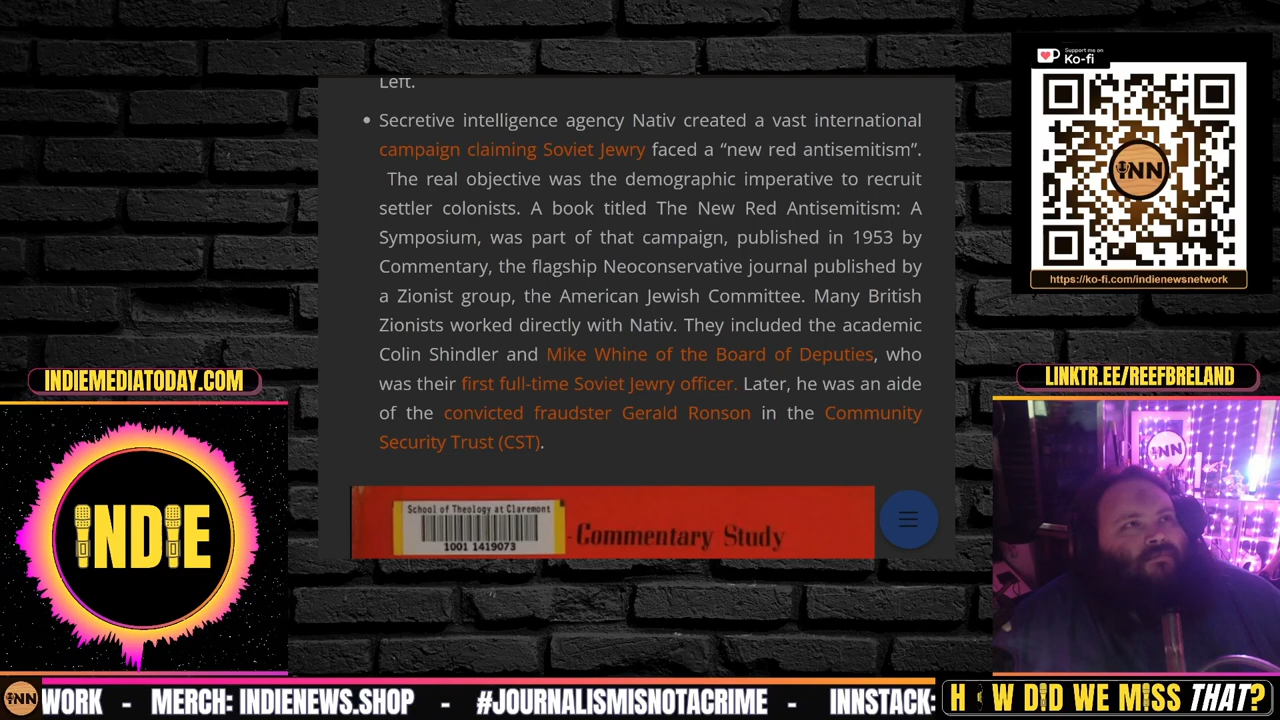 Left.
• Secretive intelligence agency Nativ created a vast international
campaign claiming Soviet Jewry faced a “new red antisemitism”.
The real objective was the demographic imperative to recruit
settler colonists. A book titled The New Red Antisemitism: A
Symposium, was part of that campaign, published in 1953 by
Commentary, the flagship Neoconservative journal published by
a Zionist group, the American Jewish Committee. Many British
Zionists worked directly with Nativ. They included the academic
Colin Shindler and Mike Whine of the Board of Deputies, who
was their first full-time Soviet Jewry officer. Later, he was an aide
of the convicted fraudster Gerald Ronson in the Community
Security Trust (CST).
School of Theology at Claremont
1001 1419073
Commentary Study
Support me on
Ko-fi
INN
https://ko-fi.com/indienewsnetwork
INDIEMEDIATODAY.COM
INDIE
LINKTR.EE/REEFBRELAND
INN
INN WORK - MERCH: INDIENEWS.SHOP - #JOURNALISMISNOTACRIME - INNSTACK:
HOW DID WE MISS THAT?